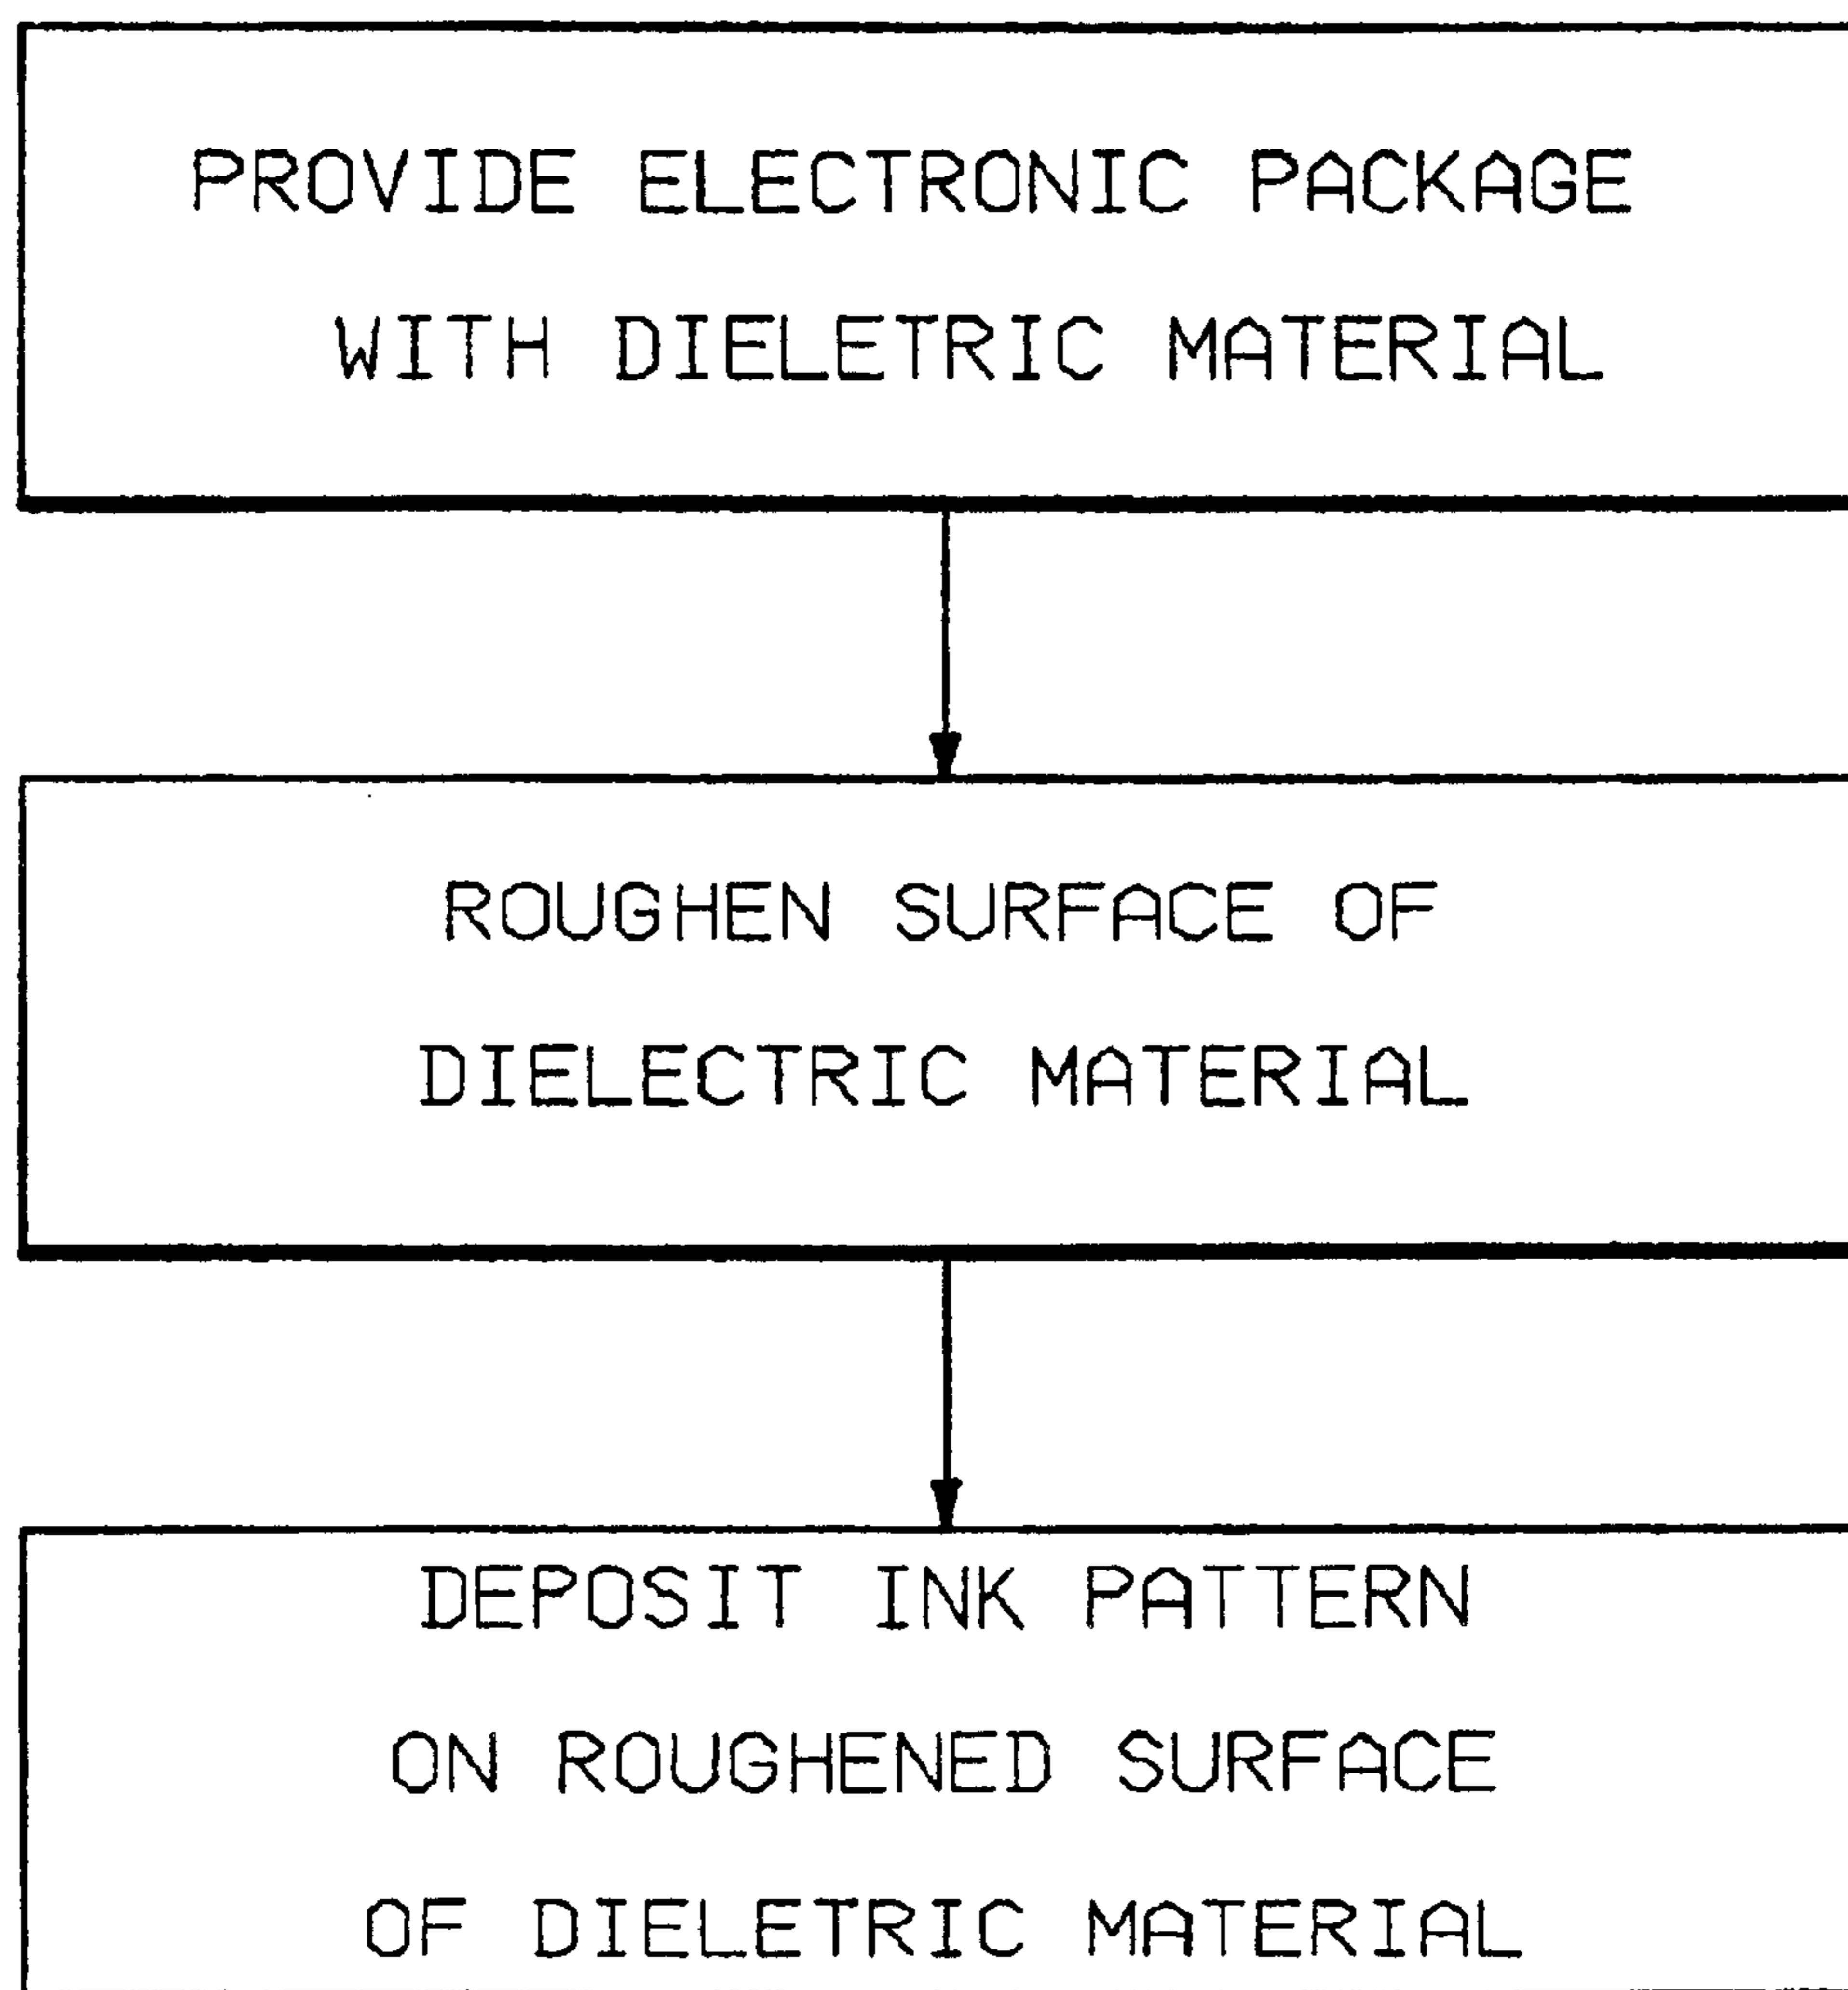 PROVIDE ELECTRONIC PACKAGE
WITH DIELETRIC MATERIAL
ROUGHEN SURFACE OF
DIELECTRIC MATERIAL
DEPOSIT INK PATTERN
ON ROUGHENED SURFACE
OF DIELETRIC MATERIAL